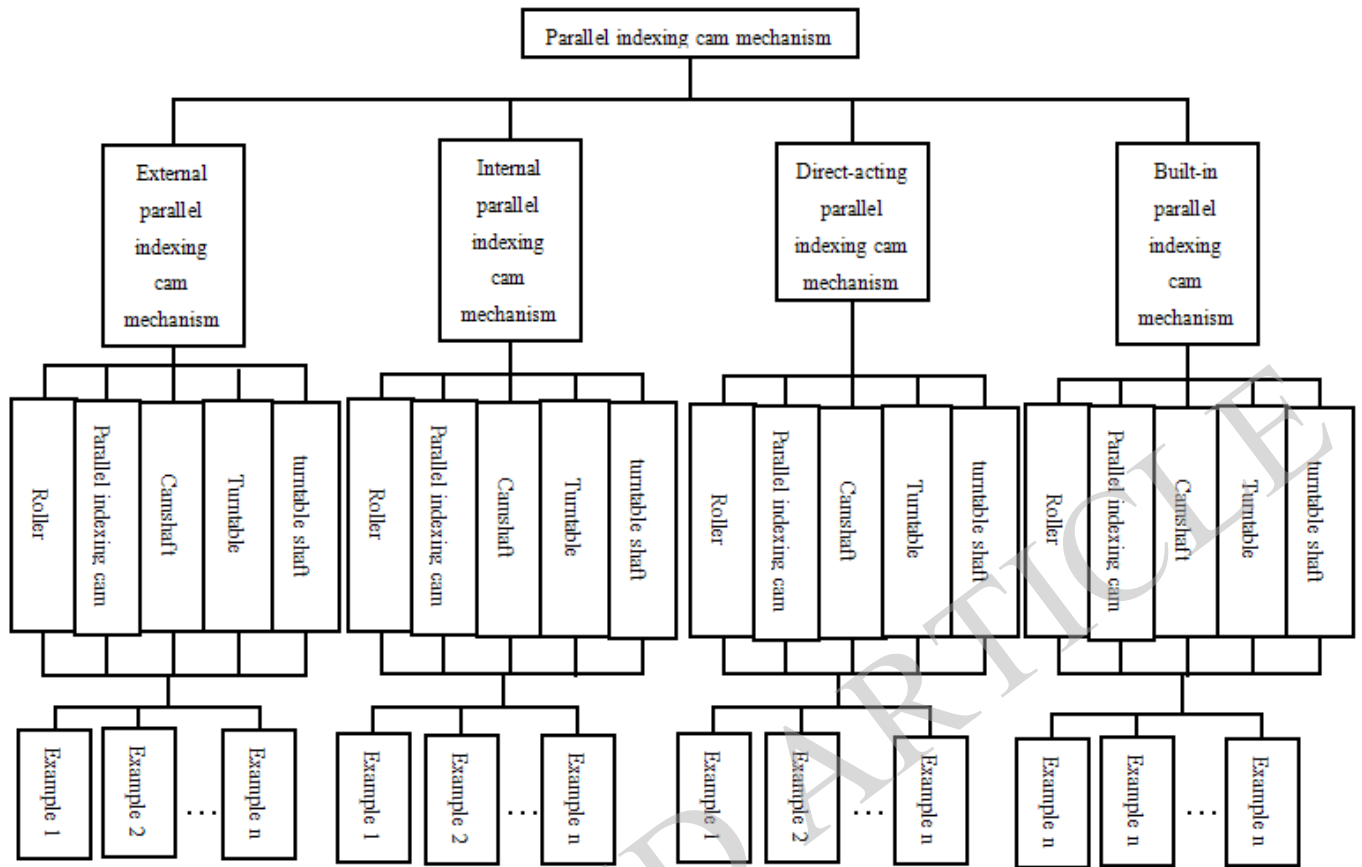 Parallel indexing cam mechanism
External
parallel
indexing
cam
mechanism
Internal
parallel
indexing
cam
mechanism
Direct-acting
parallel
indexing cam
mechanism
Built-in
parallel
indexing
cam
mechanism
Roller
Parallel indexing cam
Camshaft
Turntable
turntable shaft
Roller
Parallel indexing cam
Camshaft
Turntable
turntable shaft
Roller
Parallel indexing cam
Camshaft
Turntable
turntable shaft
Roller
Parallel indexing cam
Camshaft
Turntable
turntable shaft
Example 1
Example 2
...
Example n
Example 1
Example 2
...
Example n
Example 1
Example 2
...
Example n
Example n
Example n
...
Example n
D ARTICLE